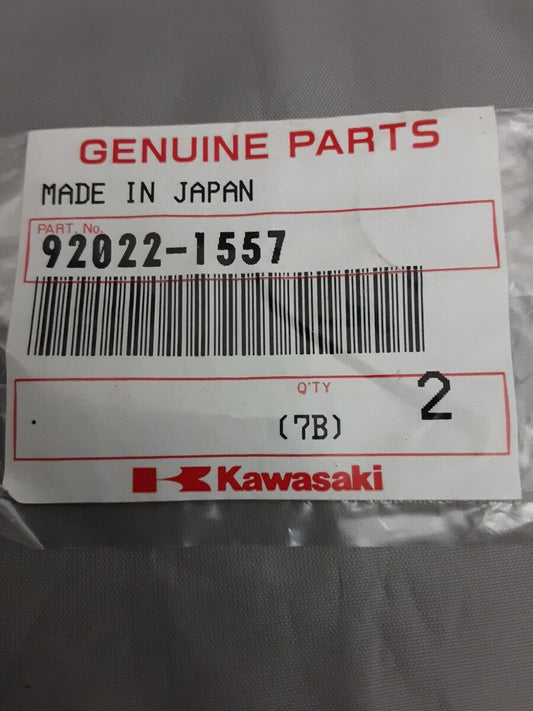 GENUINE PARTS
MADE IN JAPAN
PART. No.
92022-1557
Q'TY
2
(7B)
Kawasaki